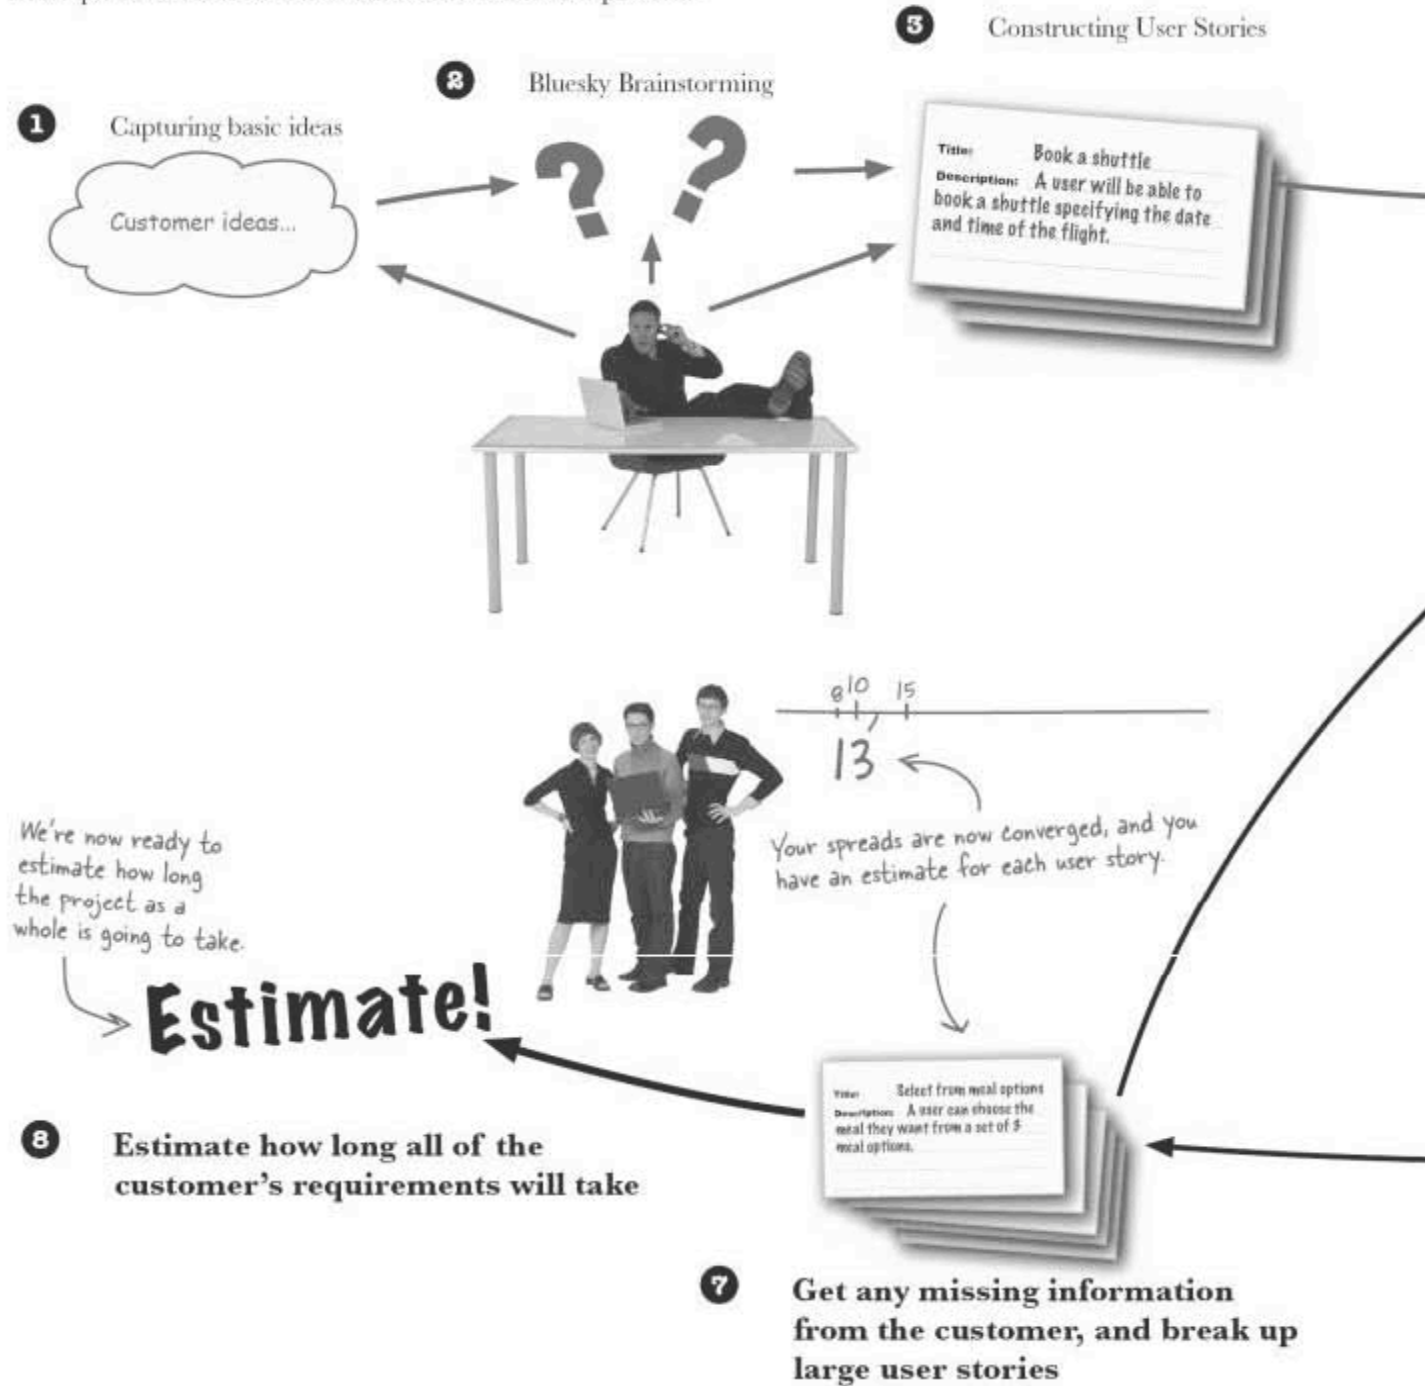 3
Constructing User Stories
2
Bluesky Brainstorming
1
Capturing basic ideas
Customer ideas...
Title: Book a shuttle
Description: A user will be able to
book a shuttle specifying the date
and time of the flight.
8 10 15
13
Your spreads are now converged, and you
have an estimate for each user story.
We're now ready to
estimate how long
the project as a
whole is going to take.
Estimate!
Title: Select from meal options
Description: A user can choose the
meal they want from a set of 3
meal options.
8
Estimate how long all of the
customer's requirements will take
7
Get any missing information
from the customer, and break up
large user stories